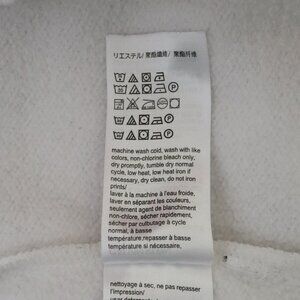 リエステル/ 聚酯纖維/ 聚酯纤维
machine wash cold, wash with like
colors, non-chlorine bleach only,
dry promptly, tumble dry normal
cycle, low heat, low heat iron if
necessary, dry clean, do not iron
prints/
laver à la machine à l'eau froide,
laver en séparant les couleurs,
seulement agent de blanchiment
non-chlore, sécher rapidement,
sécher par culbutage à cycle
normal, à basse
température,repasser à basse
température si nécessaire,
nettoyage à sec, ne pas repasser
l'impression/